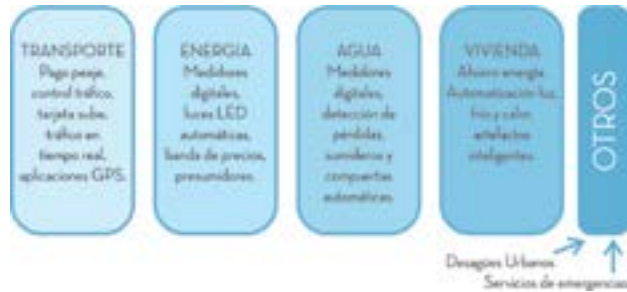 TRANSPORTE
Pago peaje,
control tráfico,
tarjeta sube,
tráfico en
tiempo real,
aplicaciones GPS.
ENERGIA
Medidores
digitales,
luces LED
automáticas,
banda de precios,
presumidores.
AGUA
Medidores
digitales,
detección de
pérdidas,
sumideros y
compuertas
automáticas.
VIVIENDA
Ahorro energía.
Automatización luz,
frío y calor,
artefactos
inteligentes.
OTROS
Desagües Urbanos
Servicios de emergencias